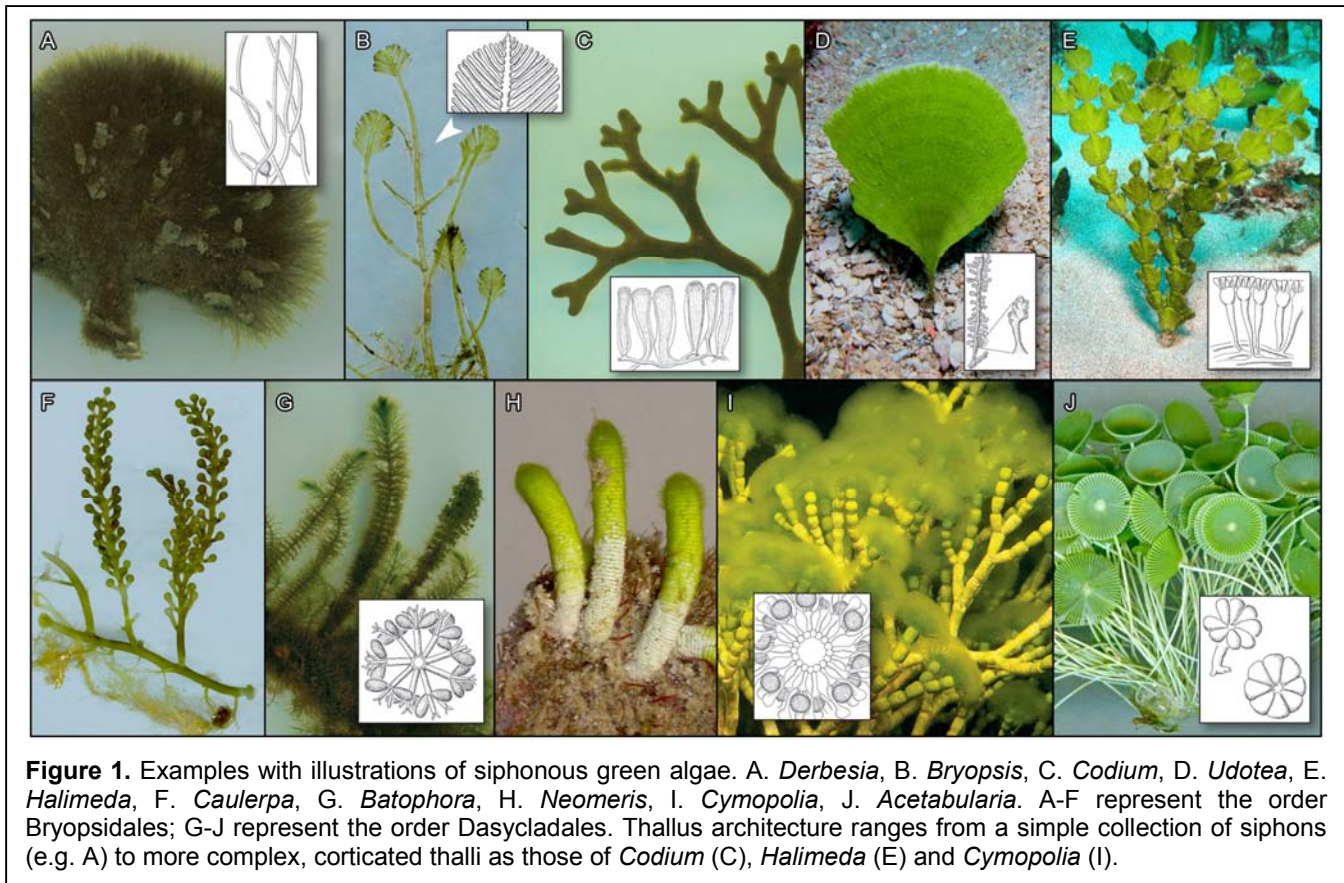 A
B
C
D
E
F
G
H
I
J
Figure 1. Examples with illustrations of siphonous green algae. A. Derbesia, B. Bryopsis, C. Codium, D. Udotea, E.
Halimeda, F. Caulerpa, G. Batophora, H. Neomeris, I. Cymopolia, J. Acetabularia. A-F represent the order
Bryopsidales; G-J represent the order Dasycladales. Thallus architecture ranges from a simple collection of siphons
(e.g. A) to more complex, corticated thalli as those of Codium (C), Halimeda (E) and Cymopolia (I).